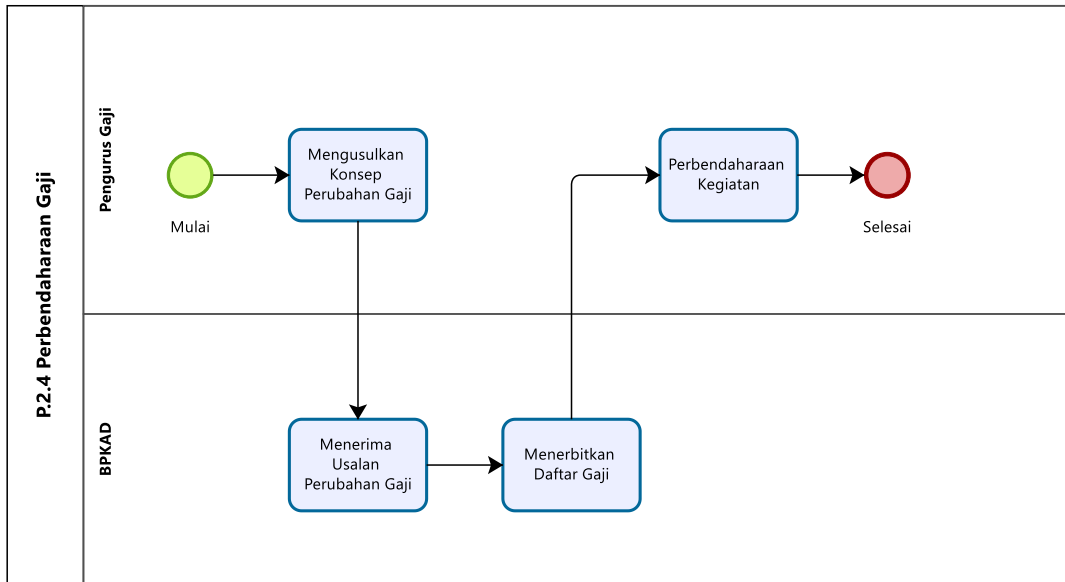 P.2.4 Perbendaharaan Gaji
Pengurus Gaji
Mulai
Mengusulkan
Konsep
Perubahan Gaji
Perbendaharaan
Kegiatan
Selesai
BPKAD
Menerima
Usalan
Perubahan Gaji
Menerbitkan
Daftar Gaji